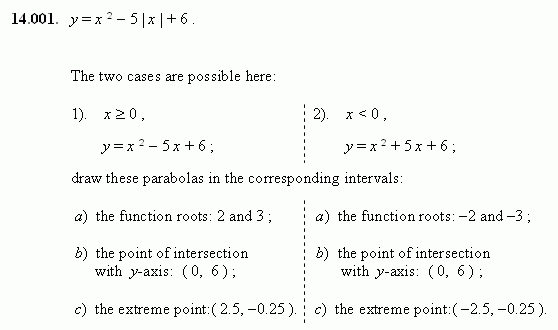 14.001. y = x ² – 5 | x | + 6 .
The two cases are possible here:
1). x ≥ 0 ,
y = x ² – 5 x + 6 ;
2). x < 0 ,
y = x ² + 5 x + 6 ;
draw these parabolas in the corresponding intervals:
a) the function roots: 2 and 3 ;
b) the point of intersection
with y-axis: ( 0, 6 ) ;
c) the extreme point:( 2.5, –0.25 ).
a) the function roots: –2 and –3 ;
b) the point of intersection
with y-axis: ( 0, 6 ) ;
c) the extreme point:( –2.5, –0.25 ).